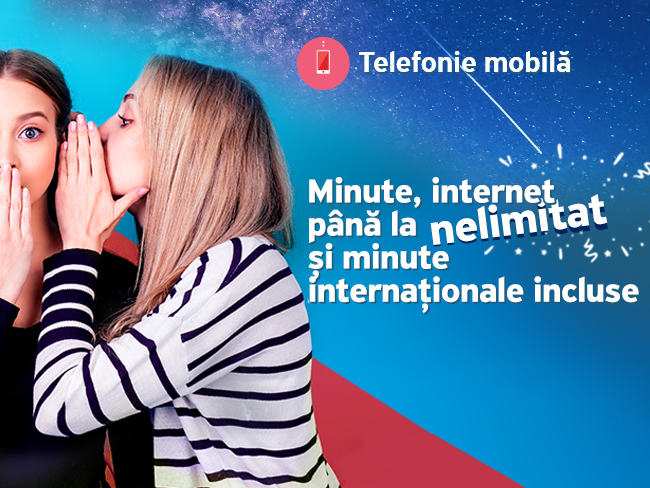 Telefonie mobilă
Minute, internet
până la nelimitat
și minute
internaționale incluse